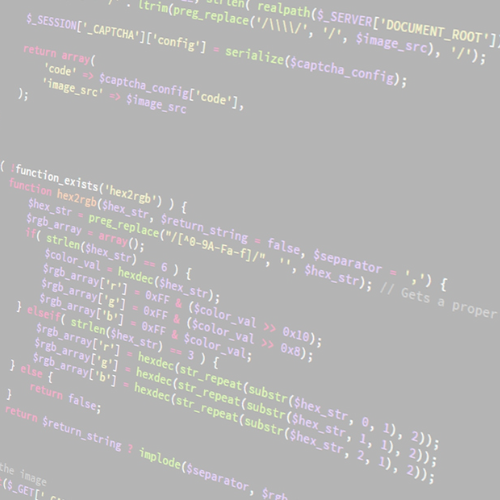 '/' . ltrim(preg_replace('/\\\\/', '/', $image_src), '/');
strlen( realpath($_SERVER['DOCUMENT_ROOT'])
$_SESSION['_CAPTCHA']['config'] = serialize($captcha_config);
return array(
'code' => $captcha_config['code'],
'image_src' => $image_src
);
( !function_exists('hex2rgb') ) {
function hex2rgb($hex_str, $return_string = false, $separator = ',') {
$hex_str = preg_replace("/[^0-9A-Fa-f]/", '', $hex_str); // Gets a proper
$rgb_array = array();
if( strlen($hex_str) == 6 ) {
$color_val = hexdec($hex_str);
$rgb_array['r'] = 0xFF & ($color_val >> 0x10);
$rgb_array['g'] = 0xFF & ($color_val >> 0x8);
$rgb_array['b'] = 0xFF & $color_val;
} elseif( strlen($hex_str) == 3 ) {
$rgb_array['r'] = hexdec(str_repeat(substr($hex_str, 0, 1), 2));
$rgb_array['g'] = hexdec(str_repeat(substr($hex_str, 1, 1), 2));
$rgb_array['b'] = hexdec(str_repeat(substr($hex_str, 2, 1), 2));
} else {
return false;
}
return $return_string ? implode($separator, $rgb
the image
($_GET['